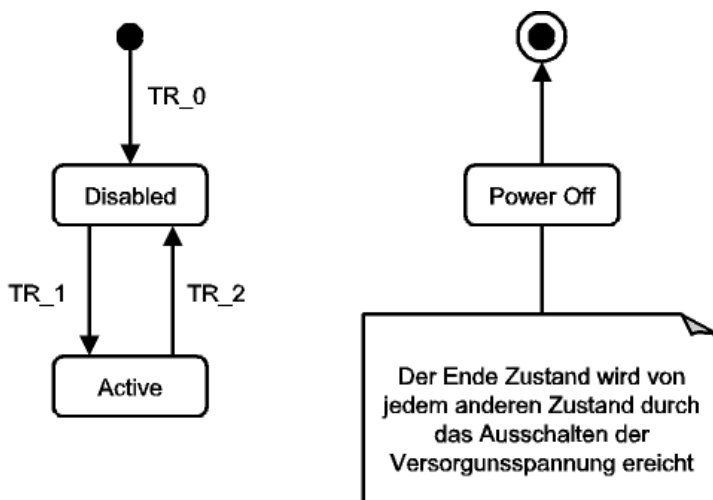 TR_0
Disabled
TR_1
TR_2
Active
Power Off
Der Ende Zustand wird von
jedem anderen Zustand durch
das Ausschalten der
Versorgunsspannung ereicht